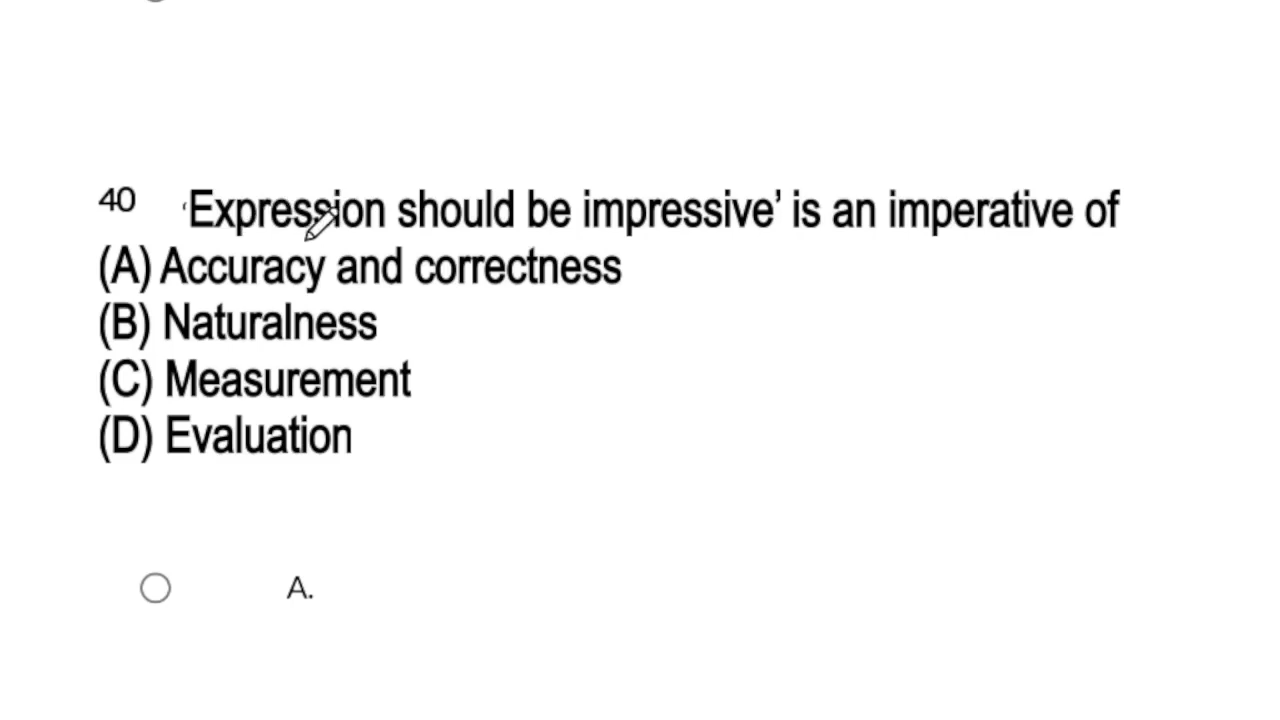 40 ‘Expression should be impressive’ is an imperative of
(A) Accuracy and correctness
(B) Naturalness
(C) Measurement
(D) Evaluation
A.